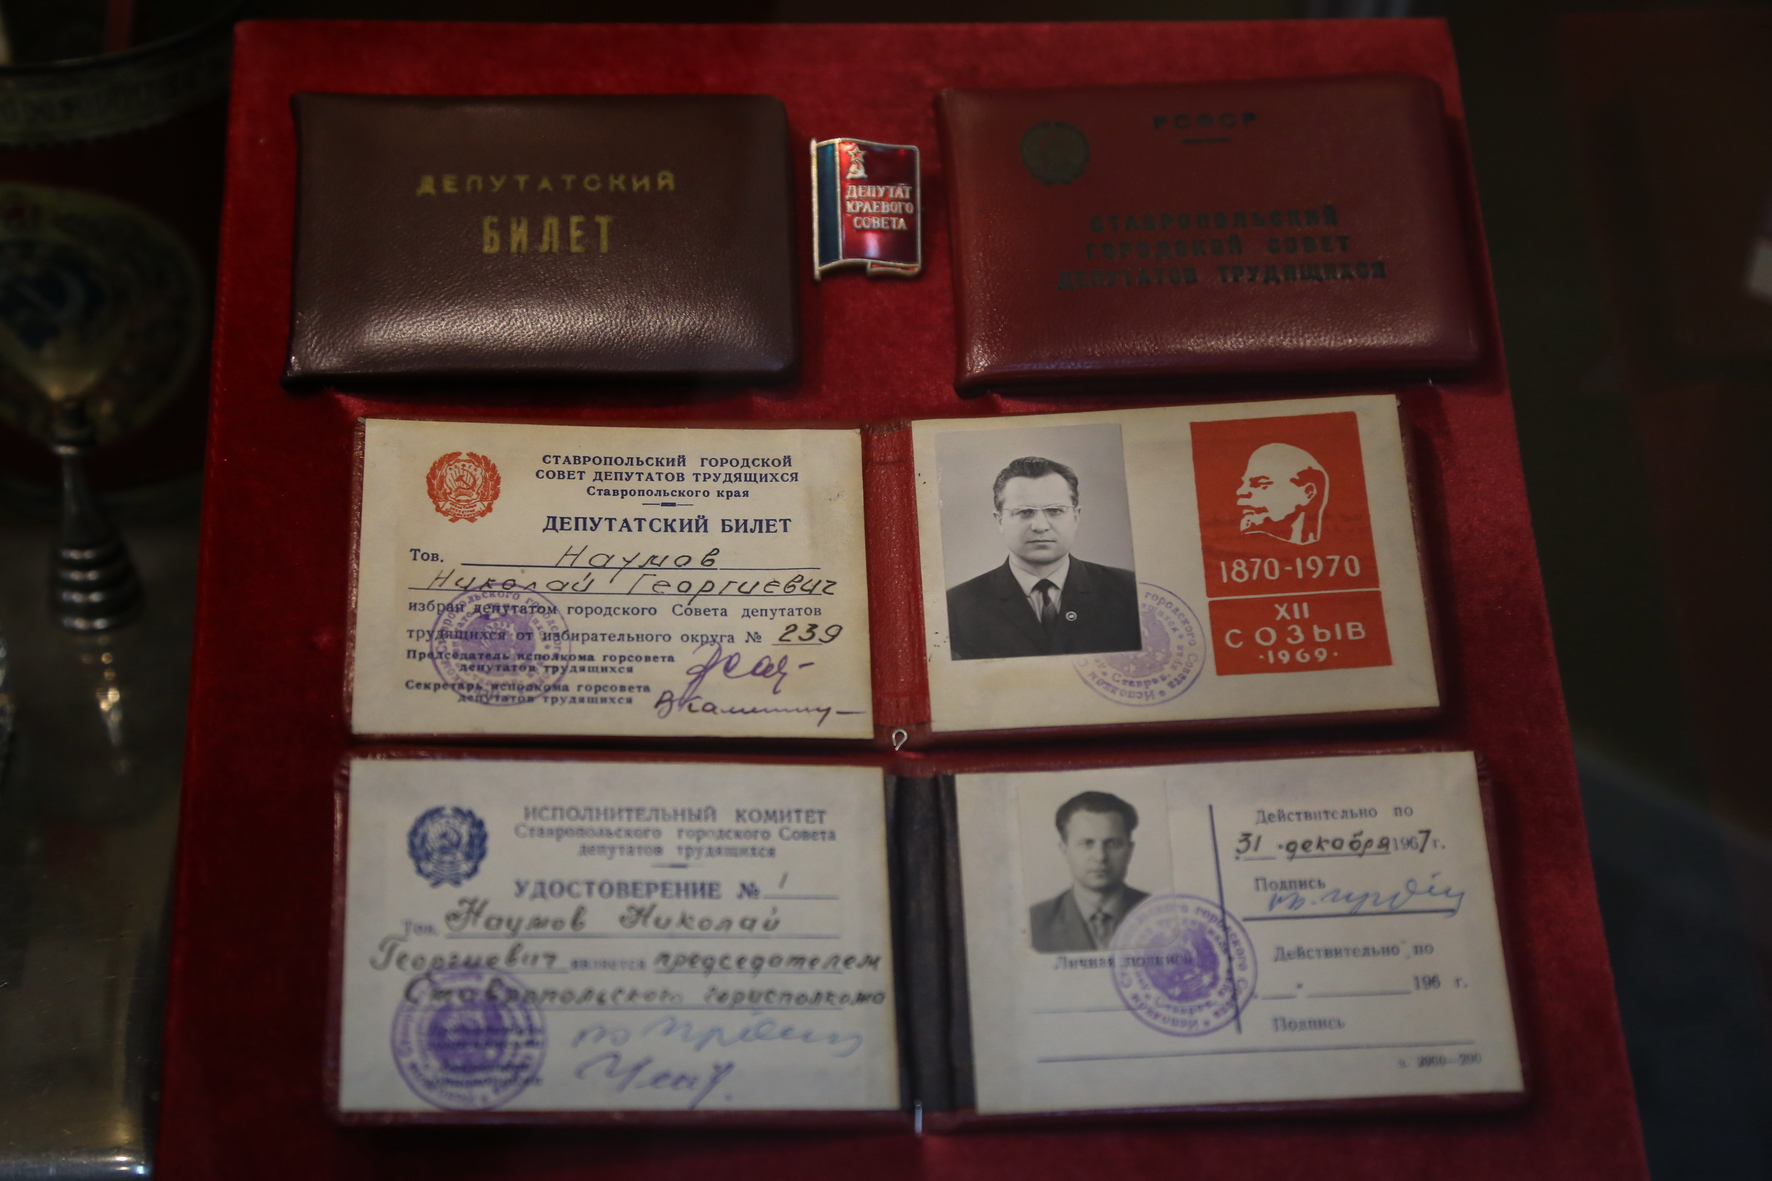 ДЕПУТАТСКИЙ
БИЛЕТ
ДЕПУТАТ
КРАЕВОГО
СОВЕТА
РСФСР
СТАВРОПОЛЬСКИЙ
ГОРОДСКОЙ СОВЕТ
ДЕПУТАТОВ ТРУДЯЩИХСЯ
СТАВРОПОЛЬСКИЙ ГОРОДСКОЙ
СОВЕТ ДЕПУТАТОВ ТРУДЯЩИХСЯ
Ставропольского края
ДЕПУТАТСКИЙ БИЛЕТ
Тов. Наумов
Николай Георгиевич
избран депутатом городского Совета депутатов
трудящихся от избирательного округа № 239
Председатель исполкома горсовета
депутатов трудящихся
Секретарь исполкома горсовета
депутатов трудящихся
1870-1970
XII
СОЗЫВ
·1969·
ИСПОЛНИТЕЛЬНЫЙ КОМИТЕТ
Ставропольского городского Совета
депутатов трудящихся
УДОСТОВЕРЕНИЕ № 1
Тов. Наумов Николай
Георгиевич является председателем
Ставропольского горисполкома
Действительно по
31 декабря 1967 г.
Подпись
Личная подпись
Действительно по
" 196 г.
Подпись